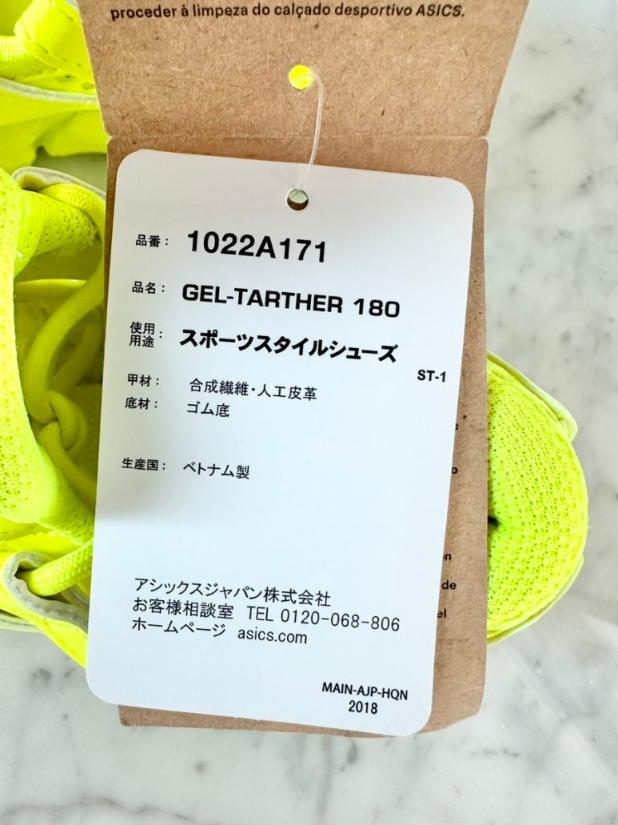 proceder à limpeza do calçado desportivo ASICS.
品番： 1022A171
品名： GEL-TARTHER 180
使用用途： スポーツスタイルシューズ
ST-1
甲材： 合成繊維・人工皮革
底材： ゴム底
生産国： ベトナム製
アシックスジャパン株式会社
お客様相談室 TEL 0120-068-806
ホームページ asics.com
MAIN-AJP-HQN
2018
de